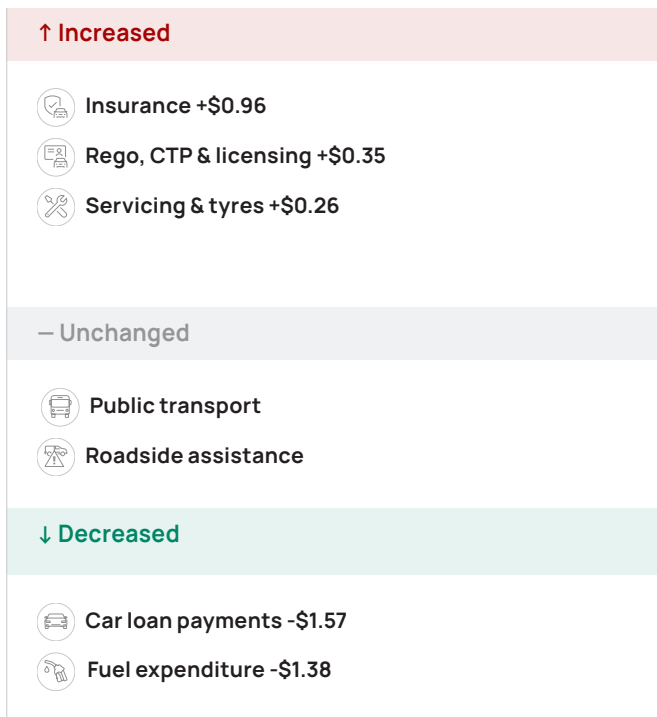 ↑ Increased
Insurance +$0.96
Rego, CTP & licensing +$0.35
Servicing & tyres +$0.26
— Unchanged
Public transport
Roadside assistance
↓ Decreased
Car loan payments -$1.57
Fuel expenditure -$1.38